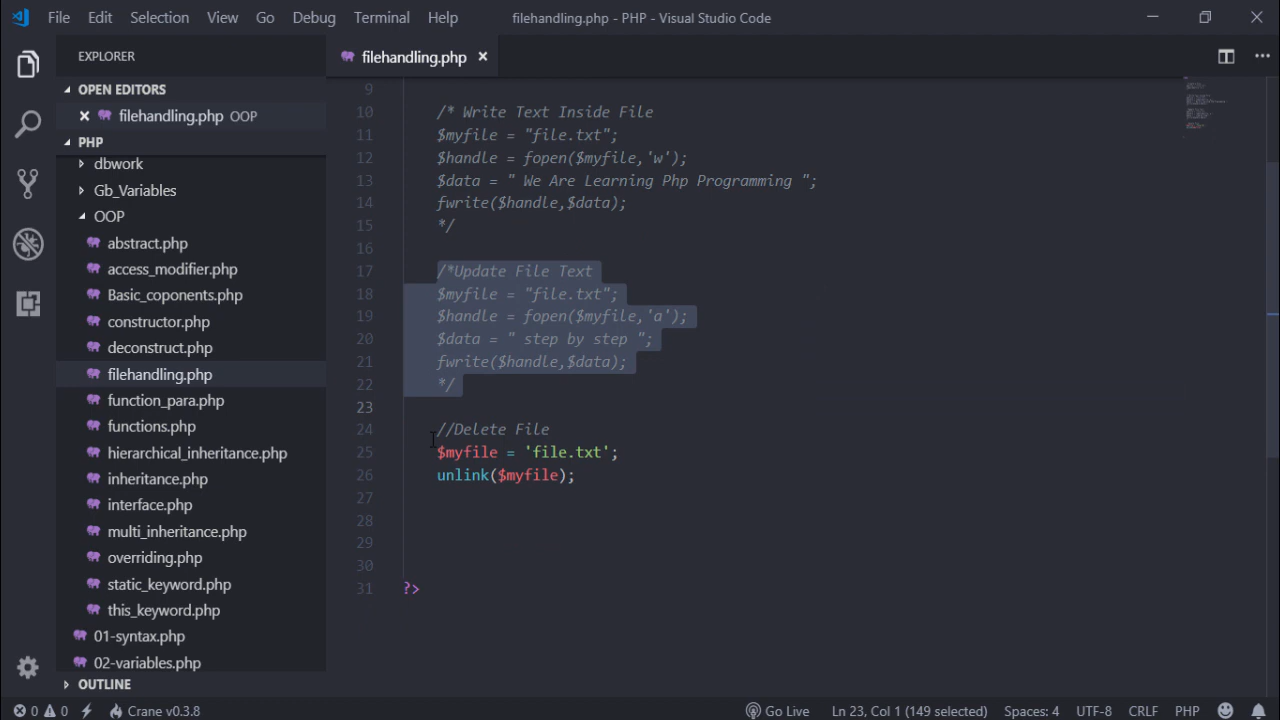 File Edit Selection View Go Debug Terminal Help filehandling.php - PHP - Visual Studio Code
EXPLORER
OPEN EDITORS
filehandling.php OOP
PHP
dbwork
Gb_Variables
OOP
abstract.php
access_modifier.php
Basic_coponents.php
constructor.php
deconstruct.php
filehandling.php
function_para.php
functions.php
hierarchical_inheritance.php
inheritance.php
interface.php
multi_inheritance.php
overriding.php
static_keyword.php
this_keyword.php
01-syntax.php
02-variables.php
OUTLINE
filehandling.php
9
10 /* Write Text Inside File
11 $myfile = "file.txt";
12 $handle = fopen($myfile,'w');
13 $data = " We Are Learning Php Programming ";
14 fwrite($handle,$data);
15 */
16
17 /*Update File Text
18 $myfile = "file.txt";
19 $handle = fopen($myfile,'a');
20 $data = " step by step ";
21 fwrite($handle,$data);
22 */
23
24 //Delete File
25 $myfile = 'file.txt';
26 unlink($myfile);
27
28
29
30
31 ?>
0 0 Crane v0.3.8 Go Live Ln 23, Col 1 (149 selected) Spaces: 4 UTF-8 CRLF PHP